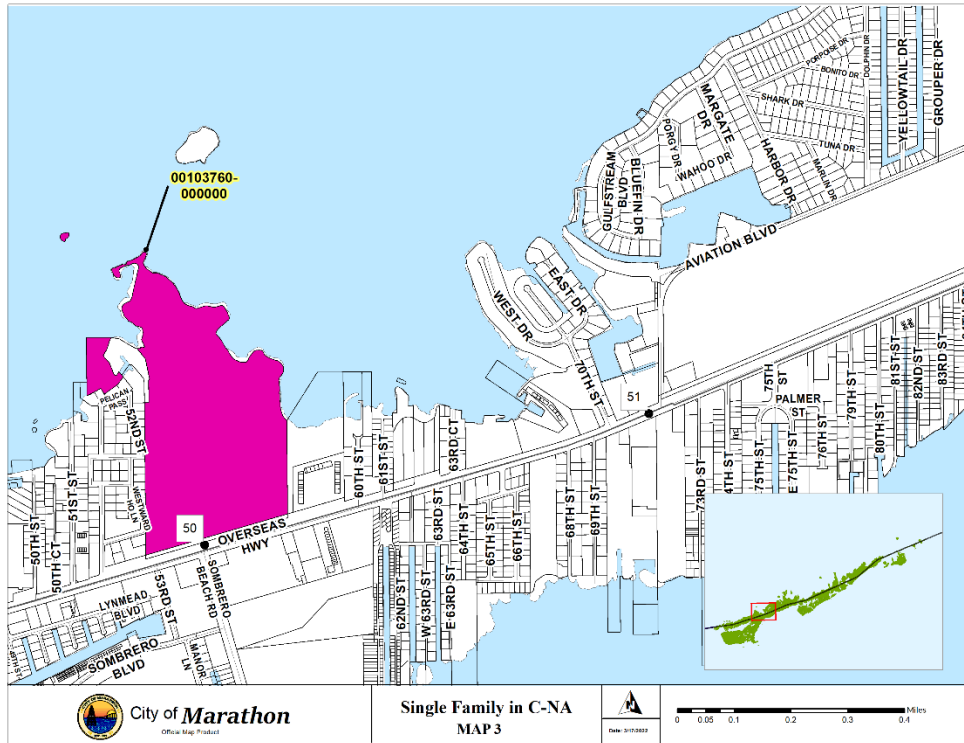 PORPOISE DR
BONITO DR
DOLPHIN DR
YELLOWTAIL DR
GROUPER DR
SHARK DR
MARGATE DR
TUNA DR
PORGY DR
WAHOO DR
HARBOR DR
MARLIN DR
GULFSTREAM
BLVD
BLUEFIN DR
00103760-
000000
AVIATION BLVD
EAST DR
WEST DR
70TH ST
51
75TH
ST
PALMER
ST
79TH ST
80TH ST
81ST ST
82ND ST
83RD ST
76TH ST
E 75TH ST
75TH ST
73RD ST
PELICAN
PASS
52ND ST
WESTWARD
HO LN
51ST ST
50TH CT
50TH ST
60TH ST
61ST ST
63RD CT
63RD ST
64TH ST
65TH ST
66TH ST
68TH ST
69TH ST
62ND ST
W 63RD ST
E 63RD ST
50
OVERSEAS
HWY
SOMBRERO
BEACH RD
53RD ST
LYNMEAD
BLVD
SOMBRERO
BLVD
MANOR
LN
City of Marathon
Official Map Product
Single Family in C-NA
MAP 3
N
Date: 3/17/2022
0 0.05 0.1 0.2 0.3 0.4
Miles